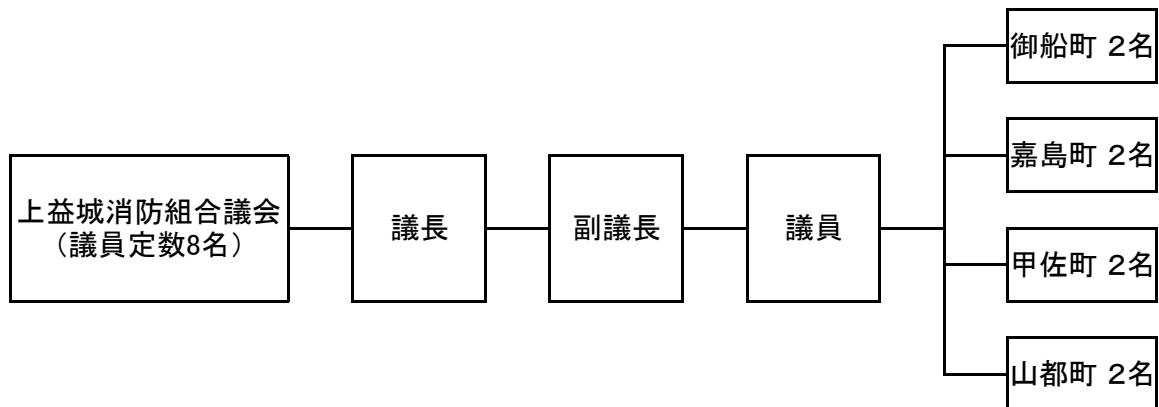 上益城消防組合議会
（議員定数8名）
議長
副議長
議員
御船町 ２名
嘉島町 ２名
甲佐町 ２名
山都町 ２名